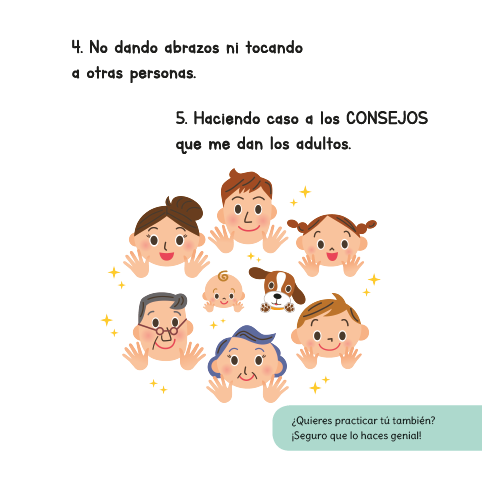 4. No dando abrazos ni tocando
a otras personas.
5. Haciendo caso a los CONSEJOS
que me dan los adultos.
¿Quieres practicar tú también?
¡Seguro que lo haces genial!